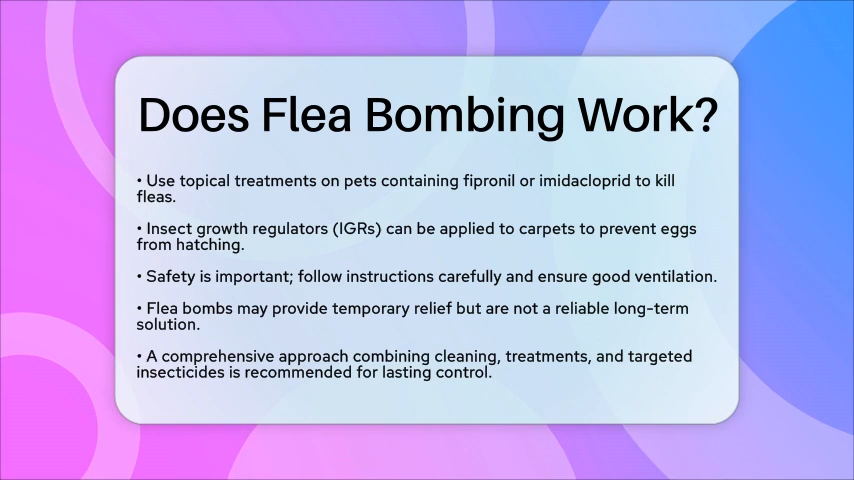 Does Flea Bombing Work?
• Use topical treatments on pets containing fipronil or imidacloprid to kill
fleas.
• Insect growth regulators (IGRs) can be applied to carpets to prevent eggs
from hatching.
• Safety is important; follow instructions carefully and ensure good ventilation.
• Flea bombs may provide temporary relief but are not a reliable long-term
solution.
• A comprehensive approach combining cleaning, treatments, and targeted
insecticides is recommended for lasting control.